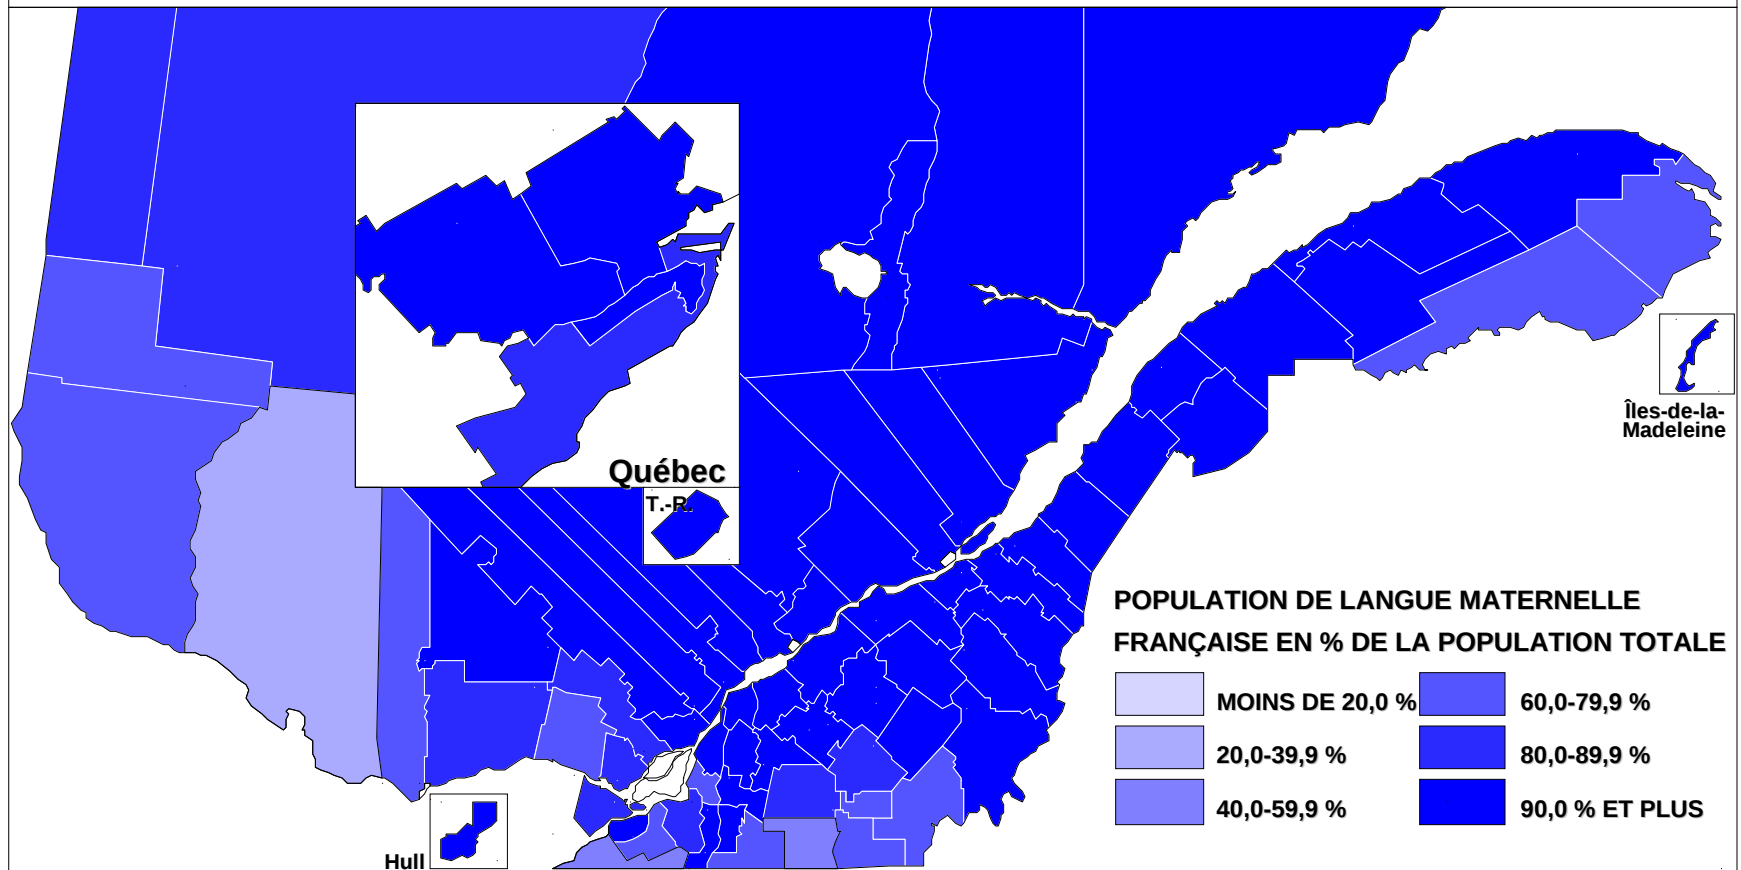 Québec
T.-R.
Îles-de-la-
Madeleine
POPULATION DE LANGUE MATERNELLE
FRANÇAISE EN % DE LA POPULATION TOTALE
MOINS DE 20,0 %
60,0-79,9 %
20,0-39,9 %
80,0-89,9 %
40,0-59,9 %
90,0 % ET PLUS
Hull